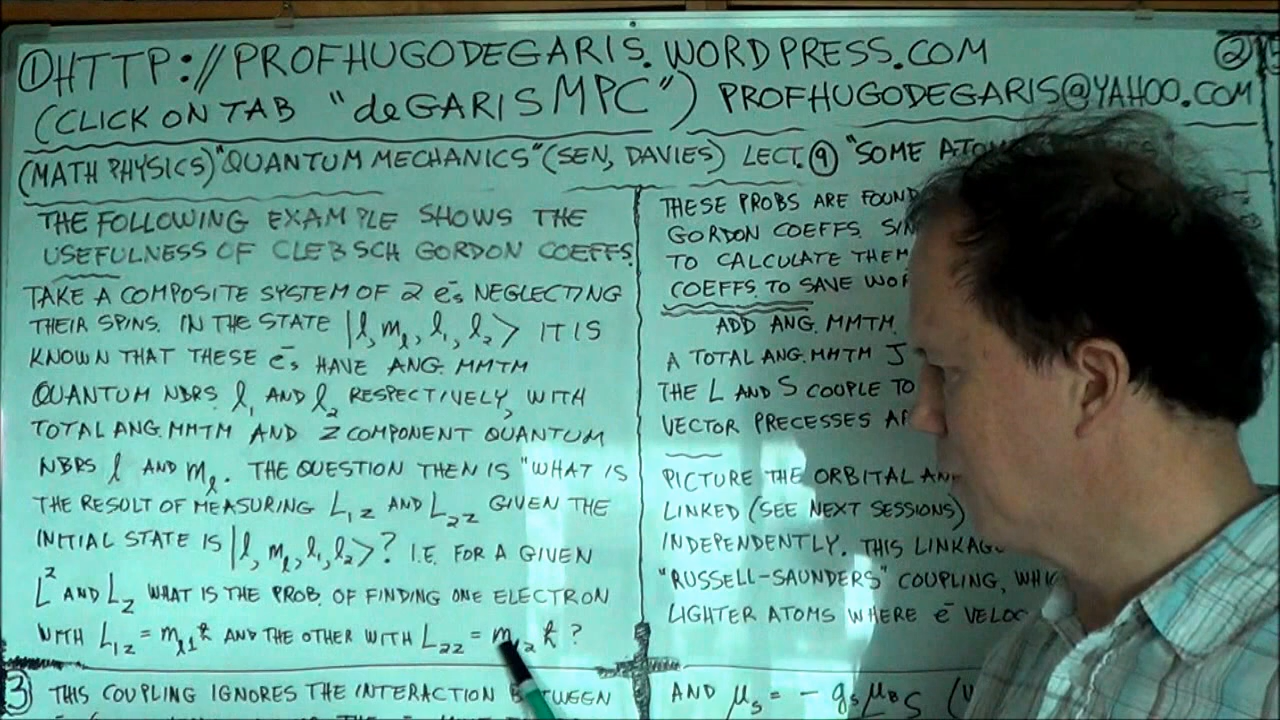 ① HTTP://PROFHUGODEGARIS.WORDPRESS.COM
(CLICK ON TAB "deGARIS MPC") PROFHUGODEGARIS@YAHOO.COM
②
(MATH PHYSICS) "QUANTUM MECHANICS" (SEN, DAVIES) LECT. ⑨ "SOME
THE FOLLOWING EXAMPLE SHOWS THE
USEFULNESS OF CLEBSCH GORDON COEFFS.
TAKE A COMPOSITE SYSTEM OF 2 e⁻s NEGLECTING
THEIR SPINS. IN THE STATE |l, m_l, l₁, l₂> IT IS
KNOWN THAT THESE e⁻s HAVE ANG. MMTM
QUANTUM NBRS. l₁ AND l₂ RESPECTIVELY, WITH
TOTAL ANG. MMTM AND Z COMPONENT QUANTUM
NBRS l AND m_l. THE QUESTION THEN IS "WHAT IS
THE RESULT OF MEASURING L₁z AND L₂z GIVEN THE
INITIAL STATE IS |l, m_l, l₁, l₂>? I.E. FOR A GIVEN
L² AND L_z WHAT IS THE PROB. OF FINDING ONE ELECTRON
WITH L₁z = m_l1 ħ AND THE OTHER WITH L₂z = m_l2 ħ ?
THESE PROBS ARE FOUND
GORDON COEFFS.
TO CALCULATE THEM
COEFFS. TO SAVE
ADD ANG. MMTM.
A TOTAL ANG. MMTM J
THE L AND S COUPLE TO
VECTOR PRECESSES
PICTURE THE ORBITAL
LINKED (SEE NEXT SESSIONS)
INDEPENDENTLY. THIS
"RUSSELL-SAUNDERS" COUPLING,
LIGHTER ATOMS WHERE e⁻
③ THIS COUPLING IGNORES THE INTERACTION BETWEEN
AND μ_s = - g_s μ_B S